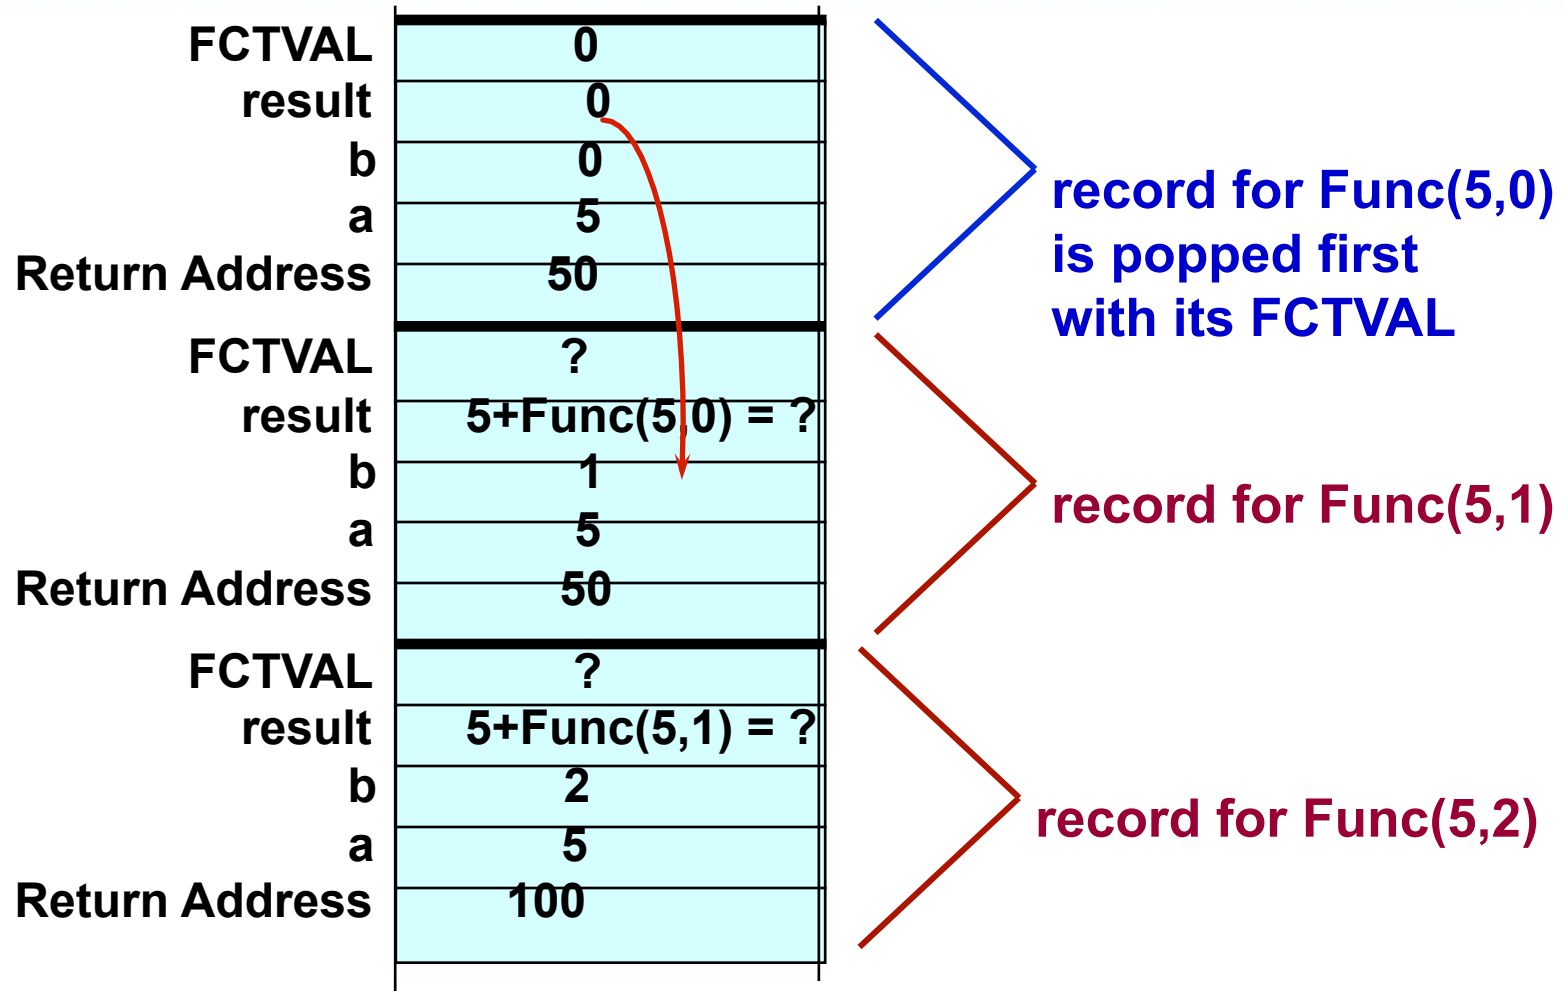 FCTVAL 0
result 0
b 0
a 5
Return Address 50
record for Func(5,0)
is popped first
with its FCTVAL
FCTVAL ?
result 5+Func(5,0) = ?
b 1
a 5
Return Address 50
record for Func(5,1)
FCTVAL ?
result 5+Func(5,1) = ?
b 2
a 5
Return Address 100
record for Func(5,2)